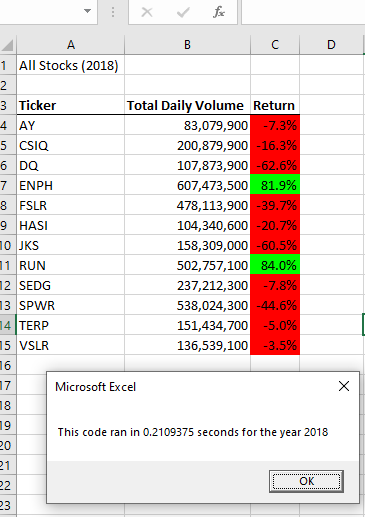 fx
A B C D
1 All Stocks (2018)
2
3 Ticker Total Daily Volume Return
4 AY 83,079,900 -7.3%
5 CSIQ 200,879,900 -16.3%
6 DQ 107,873,900 -62.6%
7 ENPH 607,473,500 81.9%
8 FSLR 478,113,900 -39.7%
9 HASI 104,340,600 -20.7%
10 JKS 158,309,000 -60.5%
11 RUN 502,757,100 84.0%
12 SEDG 237,212,300 -7.8%
13 SPWR 538,024,300 -44.6%
14 TERP 151,434,700 -5.0%
15 VSLR 136,539,100 -3.5%
16
17 Microsoft Excel
18
19 This code ran in 0.2109375 seconds for the year 2018
20
21
22 OK
23